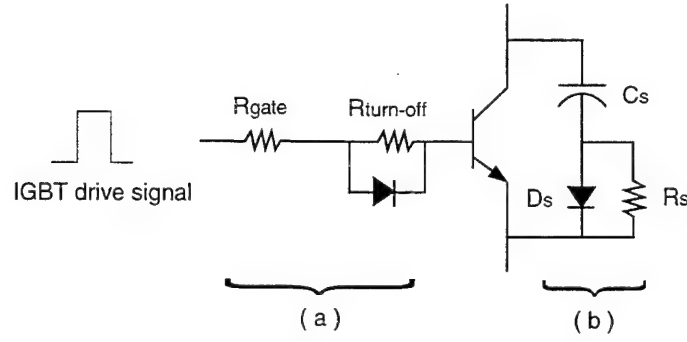 Rgate
Rturn-off
Cs
IGBT drive signal
Ds
Rs
(a)
(b)